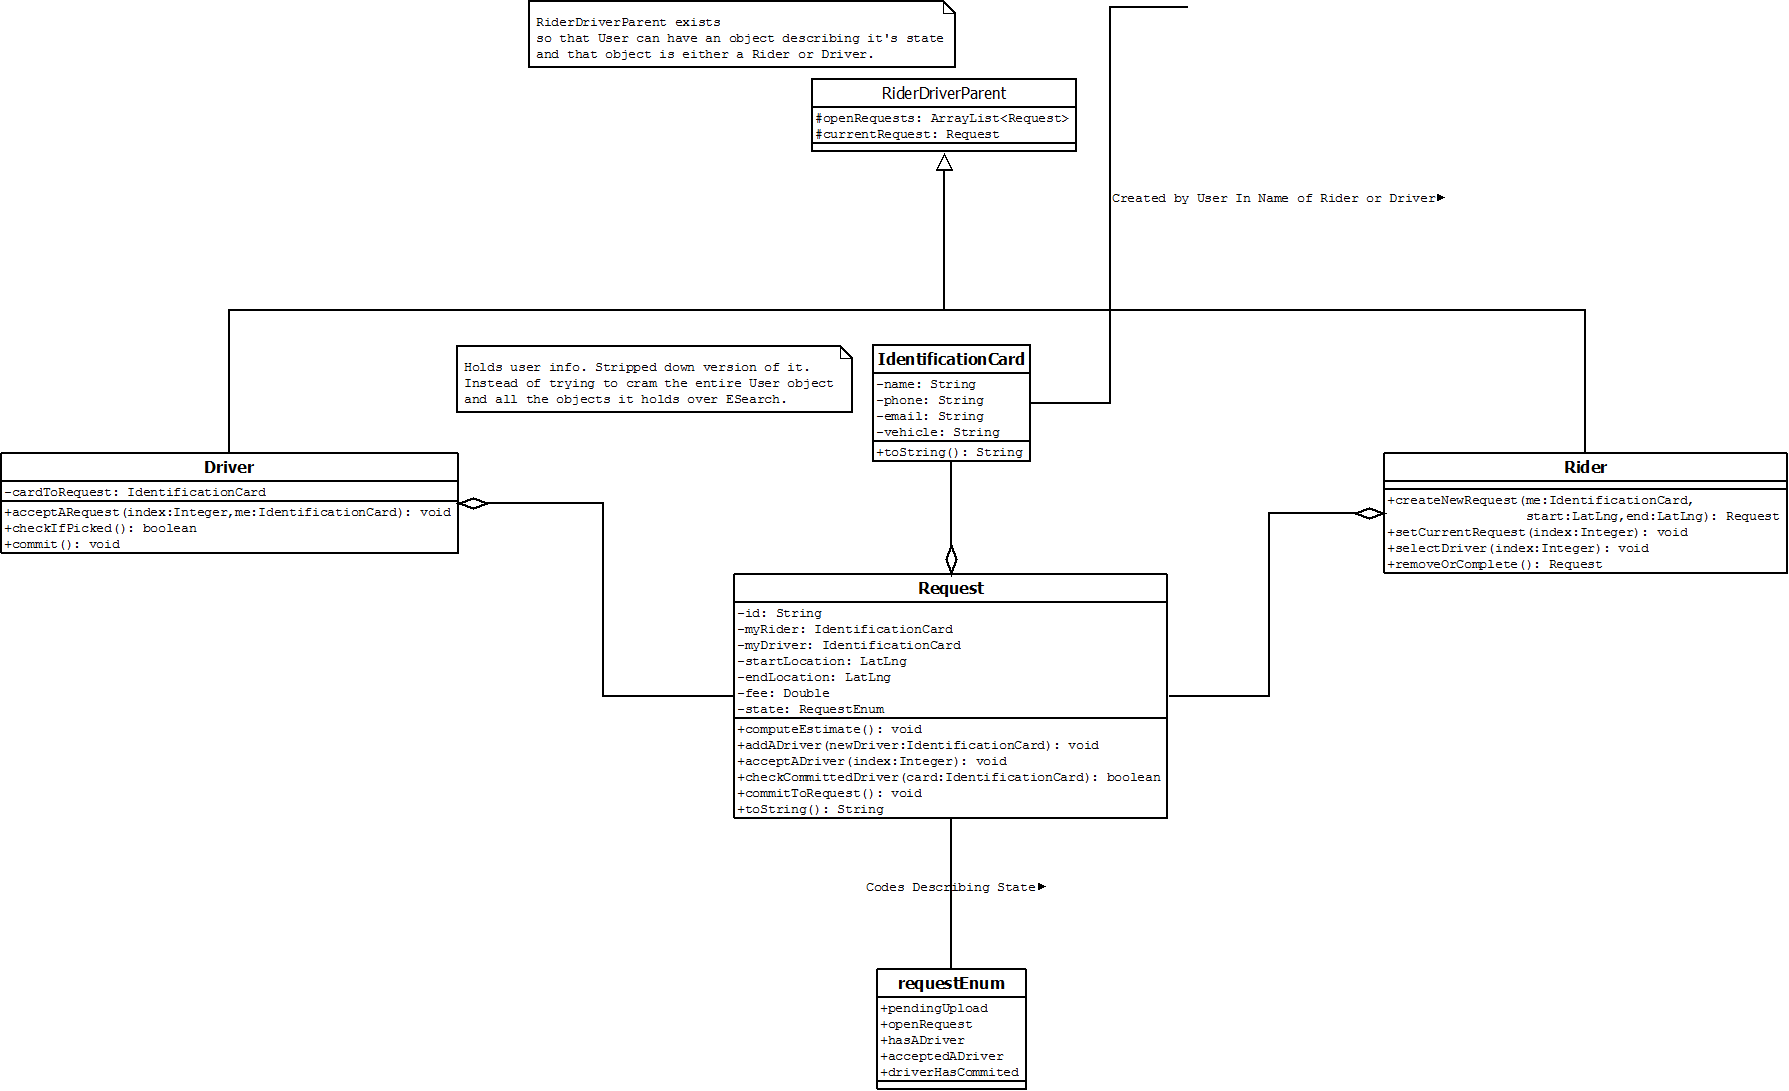 RiderDriverParent exists
so that User can have an object describing it's state
and that object is either a Rider or Driver.
RiderDriverParent
#openRequests: ArrayList<Request>
#currentRequest: Request
Created by User In Name of Rider or Driver
Holds user info. Stripped down version of it.
Instead of trying to cram the entire User object
and all the objects it holds over ESearch.
IdentificationCard
-name: String
-phone: String
-email: String
-vehicle: String
+toString(): String
Driver
-cardToRequest: IdentificationCard
+acceptARequest(index:Integer,me:IdentificationCard): void
+checkIfPicked(): boolean
+commit(): void
Rider
+createNewRequest(me:IdentificationCard,
start:LatLng,end:LatLng): Request
+setCurrentRequest(index:Integer): void
+selectDriver(index:Integer): void
+removeOrComplete(): Request
Request
-id: String
-myRider: IdentificationCard
-myDriver: IdentificationCard
-startLocation: LatLng
-endLocation: LatLng
-fee: Double
-state: RequestEnum
+computeEstimate(): void
+addADriver(newDriver:IdentificationCard): void
+acceptADriver(index:Integer): void
+checkCommittedDriver(card:IdentificationCard): boolean
+commitToRequest(): void
+toString(): String
Codes Describing State
requestEnum
+pendingUpload
+openRequest
+hasADriver
+acceptedADriver
+driverHasCommited